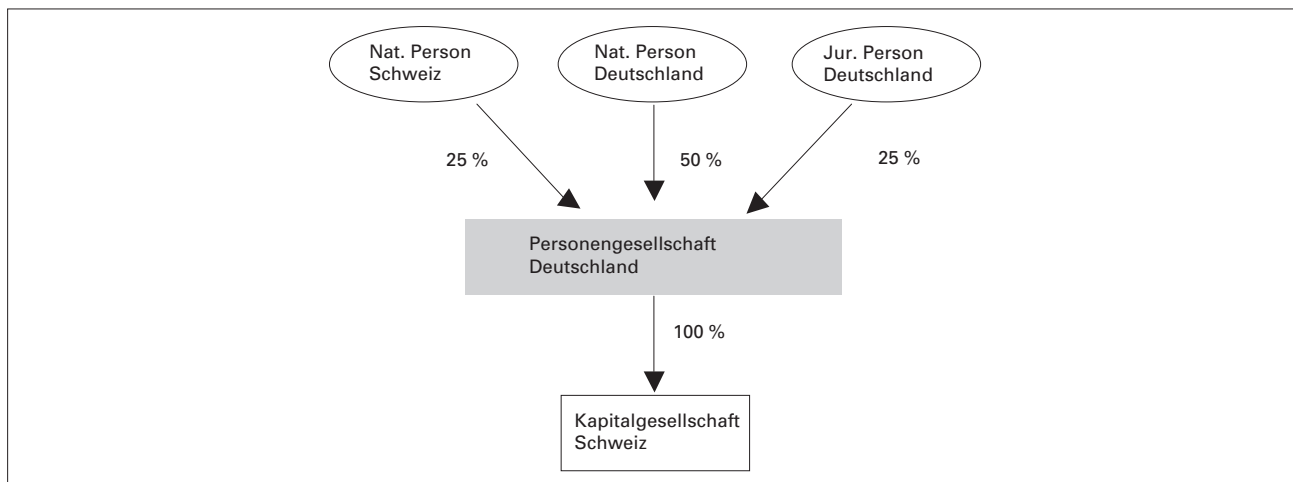 Nat. Person
Schweiz
Nat. Person
Deutschland
Jur. Person
Deutschland
25 %
50 %
25 %
Personengesellschaft
Deutschland
100 %
Kapitalgesellschaft
Schweiz